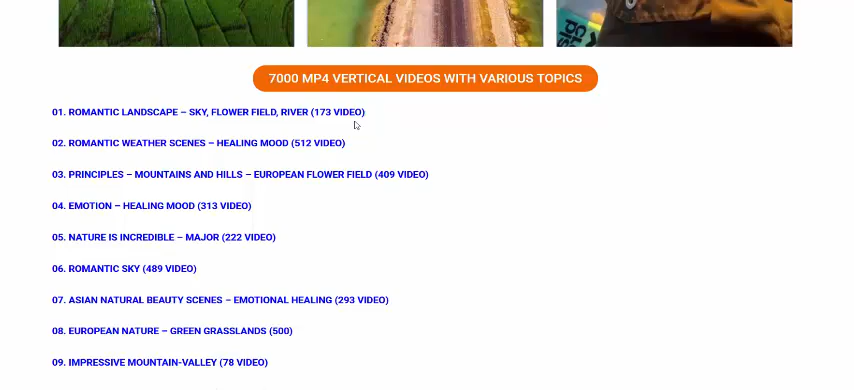 7000 MP4 VERTICAL VIDEOS WITH VARIOUS TOPICS
01. ROMANTIC LANDSCAPE – SKY, FLOWER FIELD, RIVER (173 VIDEO)
02. ROMANTIC WEATHER SCENES – HEALING MOOD (512 VIDEO)
03. PRINCIPLES – MOUNTAINS AND HILLS – EUROPEAN FLOWER FIELD (409 VIDEO)
04. EMOTION – HEALING MOOD (313 VIDEO)
05. NATURE IS INCREDIBLE – MAJOR (222 VIDEO)
06. ROMANTIC SKY (489 VIDEO)
07. ASIAN NATURAL BEAUTY SCENES – EMOTIONAL HEALING (293 VIDEO)
08. EUROPEAN NATURE – GREEN GRASSLANDS (500)
09. IMPRESSIVE MOUNTAIN-VALLEY (78 VIDEO)